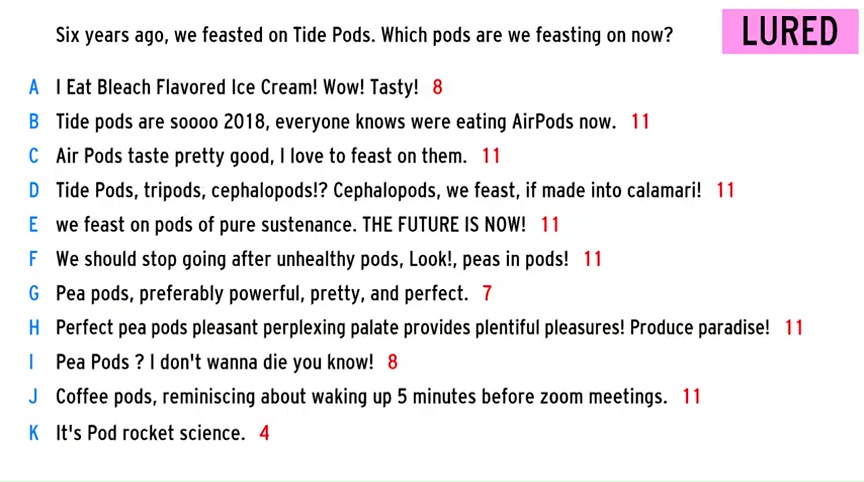 Six years ago, we feasted on Tide Pods. Which pods are we feasting on now?
LURED
A I Eat Bleach Flavored Ice Cream! Wow! Tasty! 8
B Tide pods are soooo 2018, everyone knows were eating AirPods now. 11
C Air Pods taste pretty good, I love to feast on them. 11
D Tide Pods, tripods, cephalopods!? Cephalopods, we feast, if made into calamari! 11
E we feast on pods of pure sustenance. THE FUTURE IS NOW! 11
F We should stop going after unhealthy pods, Look!, peas in pods! 11
G Pea pods, preferably powerful, pretty, and perfect. 7
H Perfect pea pods pleasant perplexing palate provides plentiful pleasures! Produce paradise! 11
I Pea Pods ? I don't wanna die you know! 8
J Coffee pods, reminiscing about waking up 5 minutes before zoom meetings. 11
K It's Pod rocket science. 4